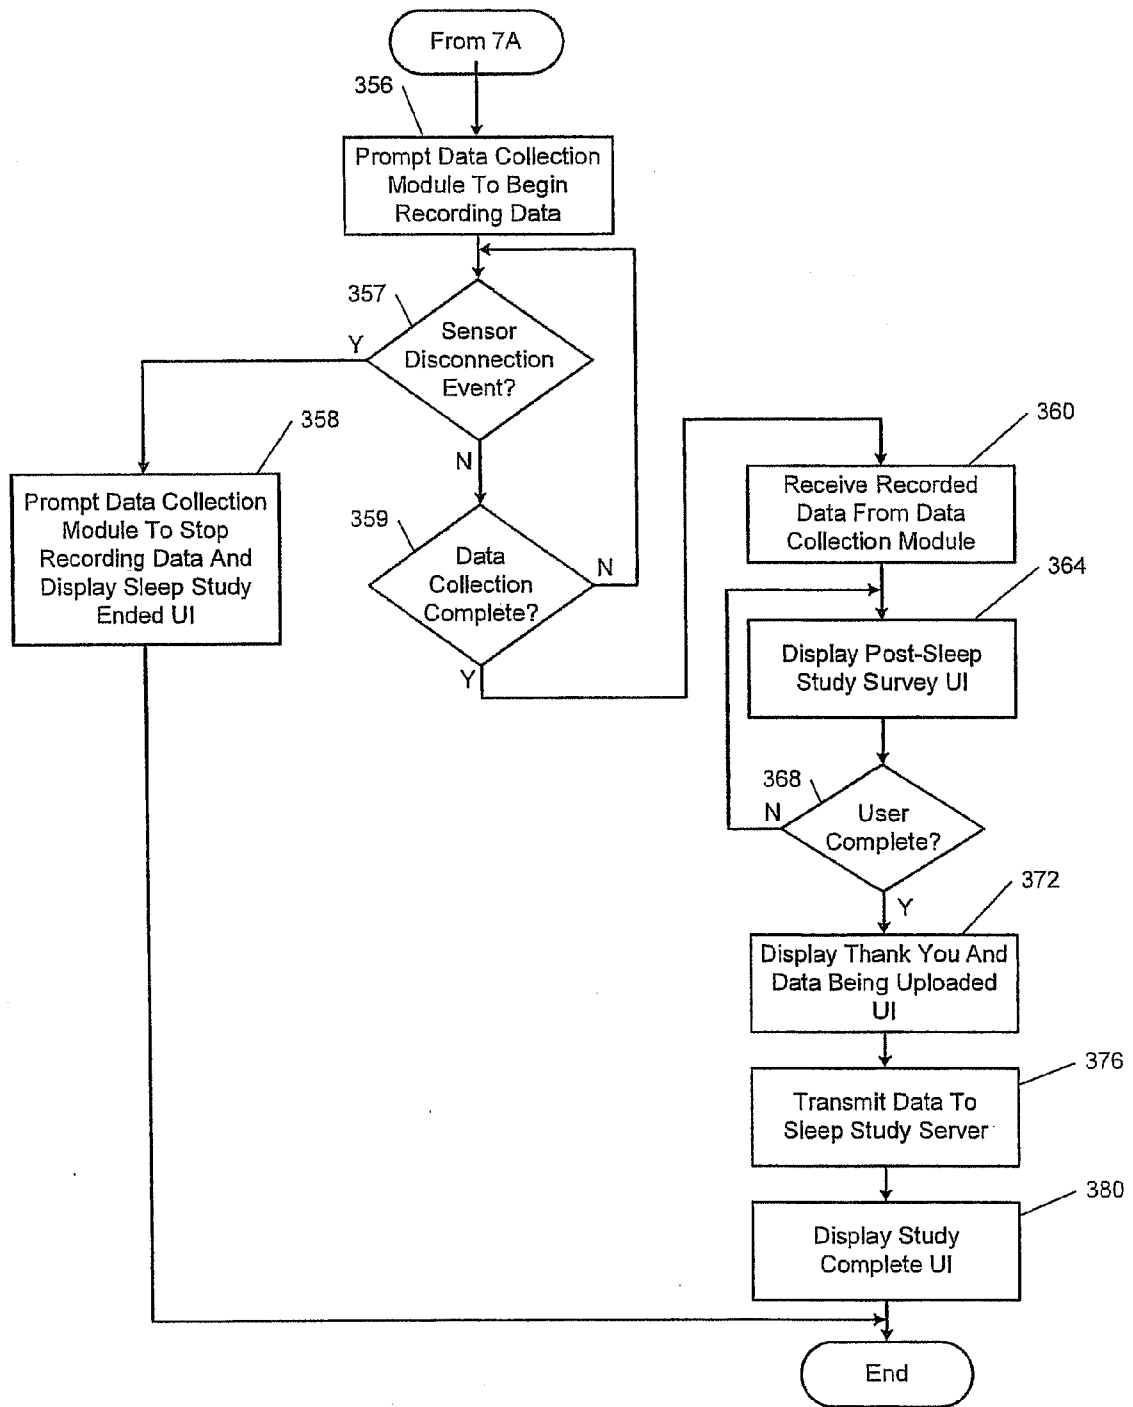 From 7A
356
Prompt Data Collection
Module To Begin
Recording Data
357
Sensor
Disconnection
Event?
Y
N
358
Prompt Data Collection
Module To Stop
Recording Data And
Display Sleep Study
Ended UI
359
Data
Collection
Complete?
N
Y
360
Receive Recorded
Data From Data
Collection Module
364
Display Post-Sleep
Study Survey UI
368
User
Complete?
N
Y
372
Display Thank You And
Data Being Uploaded
UI
376
Transmit Data To
Sleep Study Server
380
Display Study
Complete UI
End